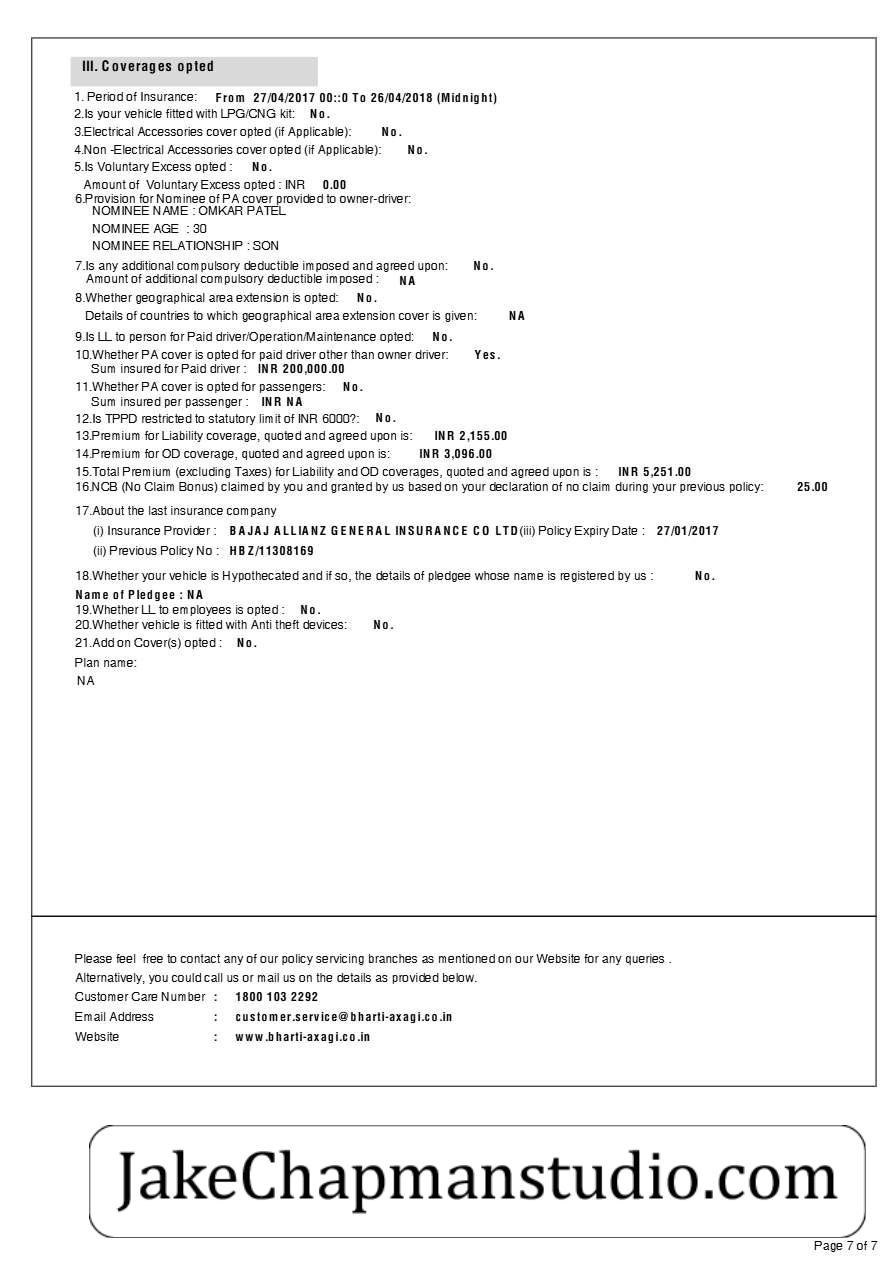 III. Coverages opted
1. Period of Insurance: From 27/04/2017 00::0 To 26/04/2018 (Midnight)
2.Is your vehicle fitted with LPG/CNG kit: No.
3.Electrical Accessories cover opted (if Applicable): No.
4.Non -Electrical Accessories cover opted (if Applicable): No.
5.Is Voluntary Excess opted : No.
Amount of Voluntary Excess opted : INR 0.00
6.Provision for Nominee of PA cover provided to owner-driver:
NOMINEE NAME : OMKAR PATEL
NOMINEE AGE : 30
NOMINEE RELATIONSHIP : SON
7.Is any additional compulsory deductible imposed and agreed upon: No.
Amount of additional compulsory deductible imposed : NA
8.Whether geographical area extension is opted: No.
Details of countries to which geographical area extension cover is given: NA
9.Is LL to person for Paid driver/Operation/Maintenance opted: No.
10.Whether PA cover is opted for paid driver other than owner driver: Yes.
Sum insured for Paid driver : INR 200,000.00
11.Whether PA cover is opted for passengers: No.
Sum insured per passenger : INR NA
12.Is TPPD restricted to statutory limit of INR 6000?: No.
13.Premium for Liability coverage, quoted and agreed upon is: INR 2,155.00
14.Premium for OD coverage, quoted and agreed upon is: INR 3,096.00
15.Total Premium (excluding Taxes) for Liability and OD coverages, quoted and agreed upon is : INR 5,251.00
16.NCB (No Claim Bonus) claimed by you and granted by us based on your declaration of no claim during your previous policy: 25.00
17.About the last insurance company
(i) Insurance Provider : BAJAJ ALLIANZ GENERAL INSURANCE CO LTD(iii) Policy Expiry Date : 27/01/2017
(ii) Previous Policy No : HBZ/11308169
18.Whether your vehicle is Hypothecated and if so, the details of pledgee whose name is registered by us : No.
Name of Pledgee : NA
19.Whether LL to employees is opted : No.
20.Whether vehicle is fitted with Anti theft devices: No.
21.Add on Cover(s) opted : No.
Plan name:
NA
Please feel free to contact any of our policy servicing branches as mentioned on our Website for any queries .
Alternatively, you could call us or mail us on the details as provided below.
Customer Care Number : 1800 103 2292
Email Address : customer.service@bharti-axagi.co.in
Website : www.bharti-axagi.co.in
JakeChapmanstudio.com
Page 7 of 7